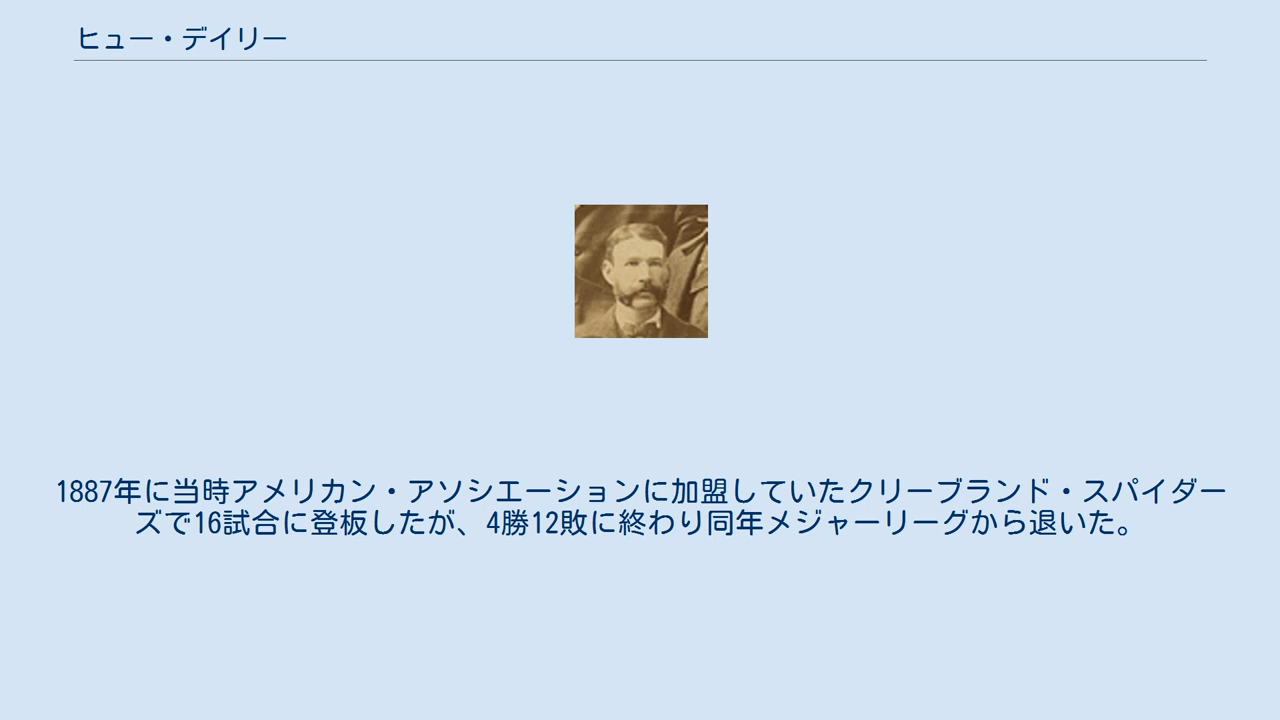 ヒュー・デイリー
1887年に当時アメリカン・アソシエーションに加盟していたクリーブランド・スパイダー
ズで16試合に登板したが、4勝12敗に終わり同年メジャーリーグから退いた。